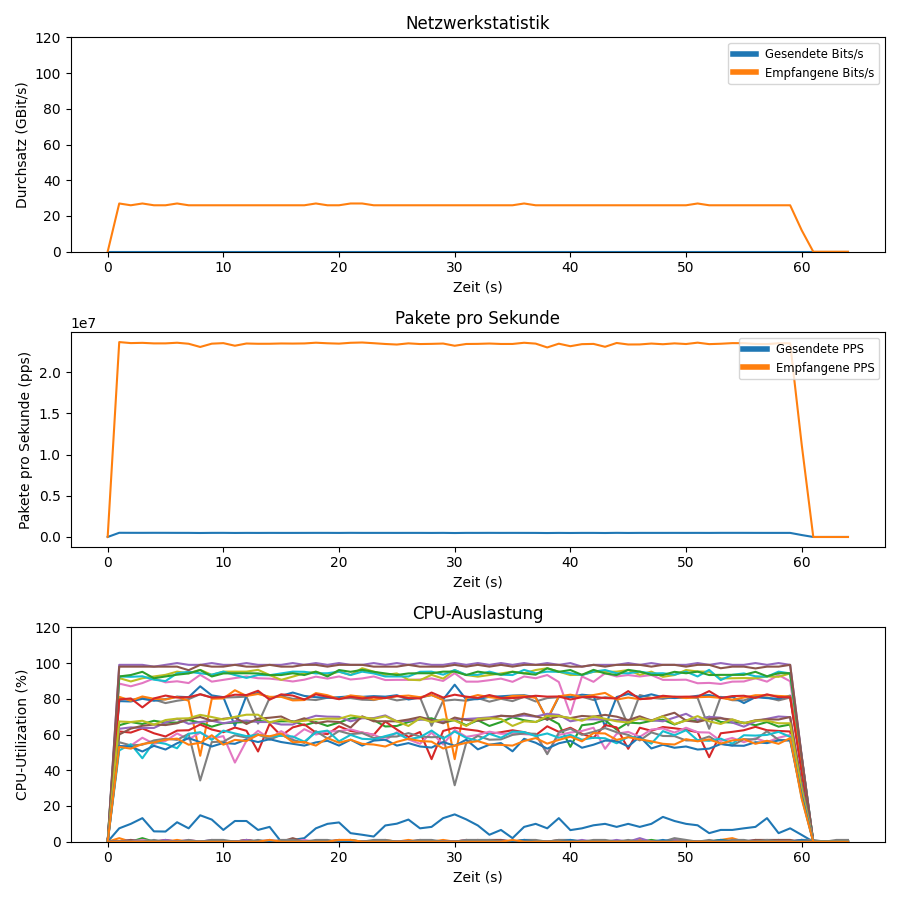 Netzwerkstatistik
120
100
80
60
40
20
0
Durchsatz (GBit/s)
Gesendete Bits/s
Empfangene Bits/s
0 10 20 30 40 50 60
Zeit (s)
Pakete pro Sekunde
1e7
2.0
1.5
1.0
0.5
0.0
Pakete pro Sekunde (pps)
Gesendete PPS
Empfangene PPS
0 10 20 30 40 50 60
Zeit (s)
CPU-Auslastung
120
100
80
60
40
20
0
CPU-Utilization (%)
0 10 20 30 40 50 60
Zeit (s)